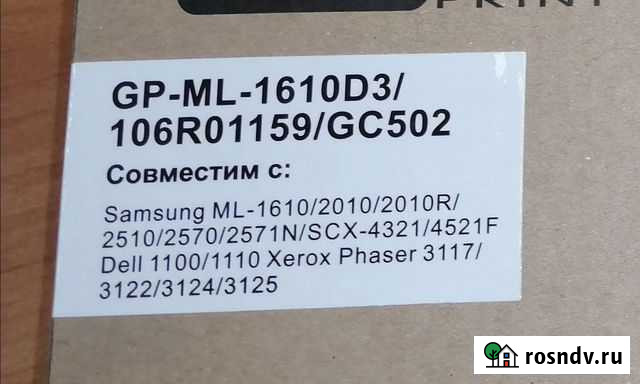 PRINT
GP-ML-1610D3/
106R01159/GC502
Совместим с:
Samsung ML-1610/2010/2010R/
2510/2570/2571N/SCX-4321/4521F
Dell 1100/1110 Xerox Phaser 3117/
3122/3124/3125
rosndv.ru